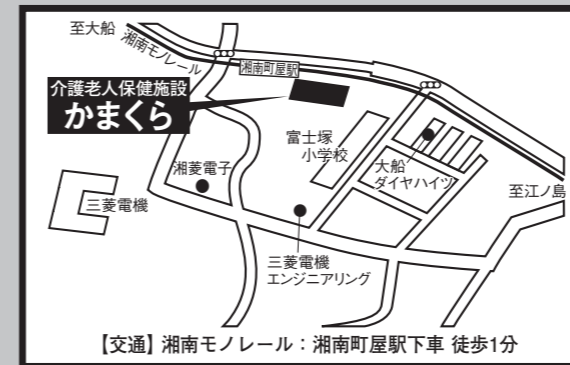 至大船
湘南モノレール
湘南町屋駅
介護老人保健施設
かまくら
富士塚
小学校
大船
ダイヤハイツ
湘菱電子
至江ノ島
三菱電機
三菱電機
エンジニアリング
【交通】湘南モノレール：湘南町屋駅下車 徒歩1分